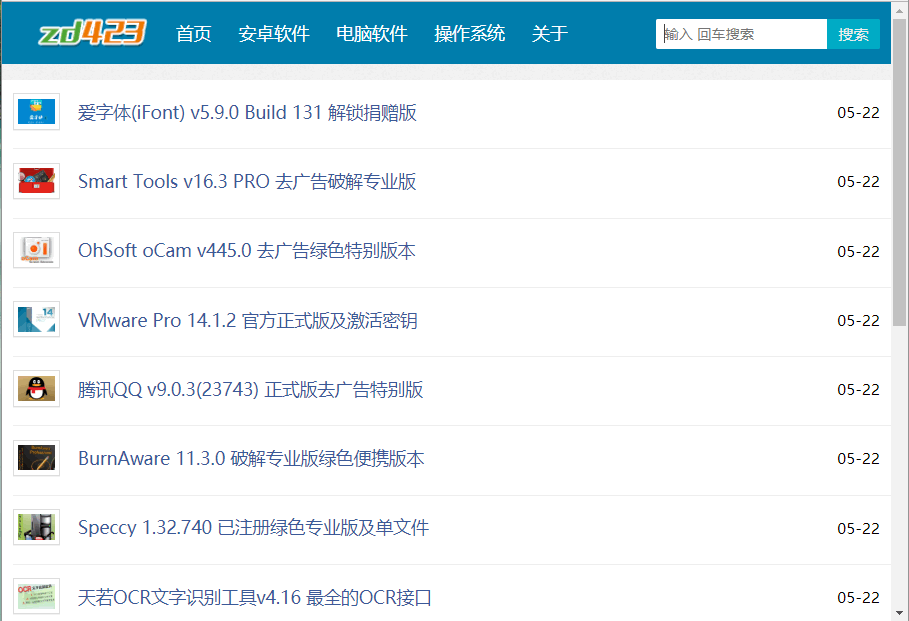 zd423 首页 安卓软件 电脑软件 操作系统 关于 输入 回车搜索 搜索
爱字体(iFont) v5.9.0 Build 131 解锁捐赠版 05-22
Smart Tools v16.3 PRO 去广告破解专业版 05-22
OhSoft oCam v445.0 去广告绿色特别版本 05-22
14 VMware Pro 14.1.2 官方正式版及激活密钥 05-22
腾讯QQ v9.0.3(23743) 正式版去广告特别版 05-22
BurnAware 11.3.0 破解专业版绿色便携版本 05-22
Speccy 1.32.740 已注册绿色专业版及单文件 05-22
OCR 天若OCR文字识别工具v4.16 最全的OCR接口 05-22